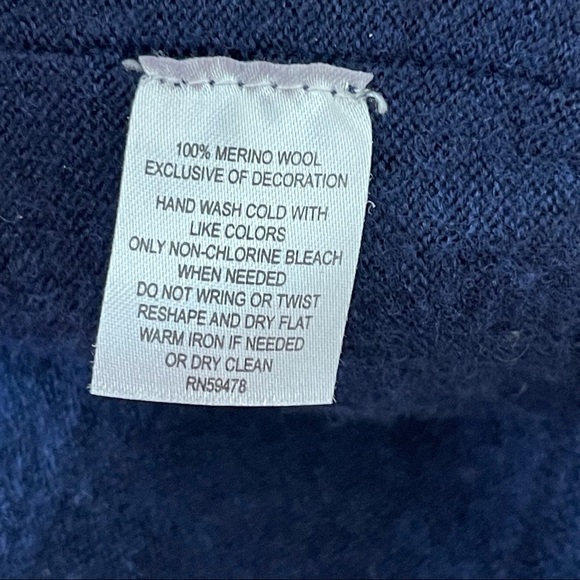 100% MERINO WOOL
EXCLUSIVE OF DECORATION
HAND WASH COLD WITH
LIKE COLORS
ONLY NON-CHLORINE BLEACH
WHEN NEEDED
DO NOT WRING OR TWIST
RESHAPE AND DRY FLAT
WARM IRON IF NEEDED
OR DRY CLEAN
RN59478